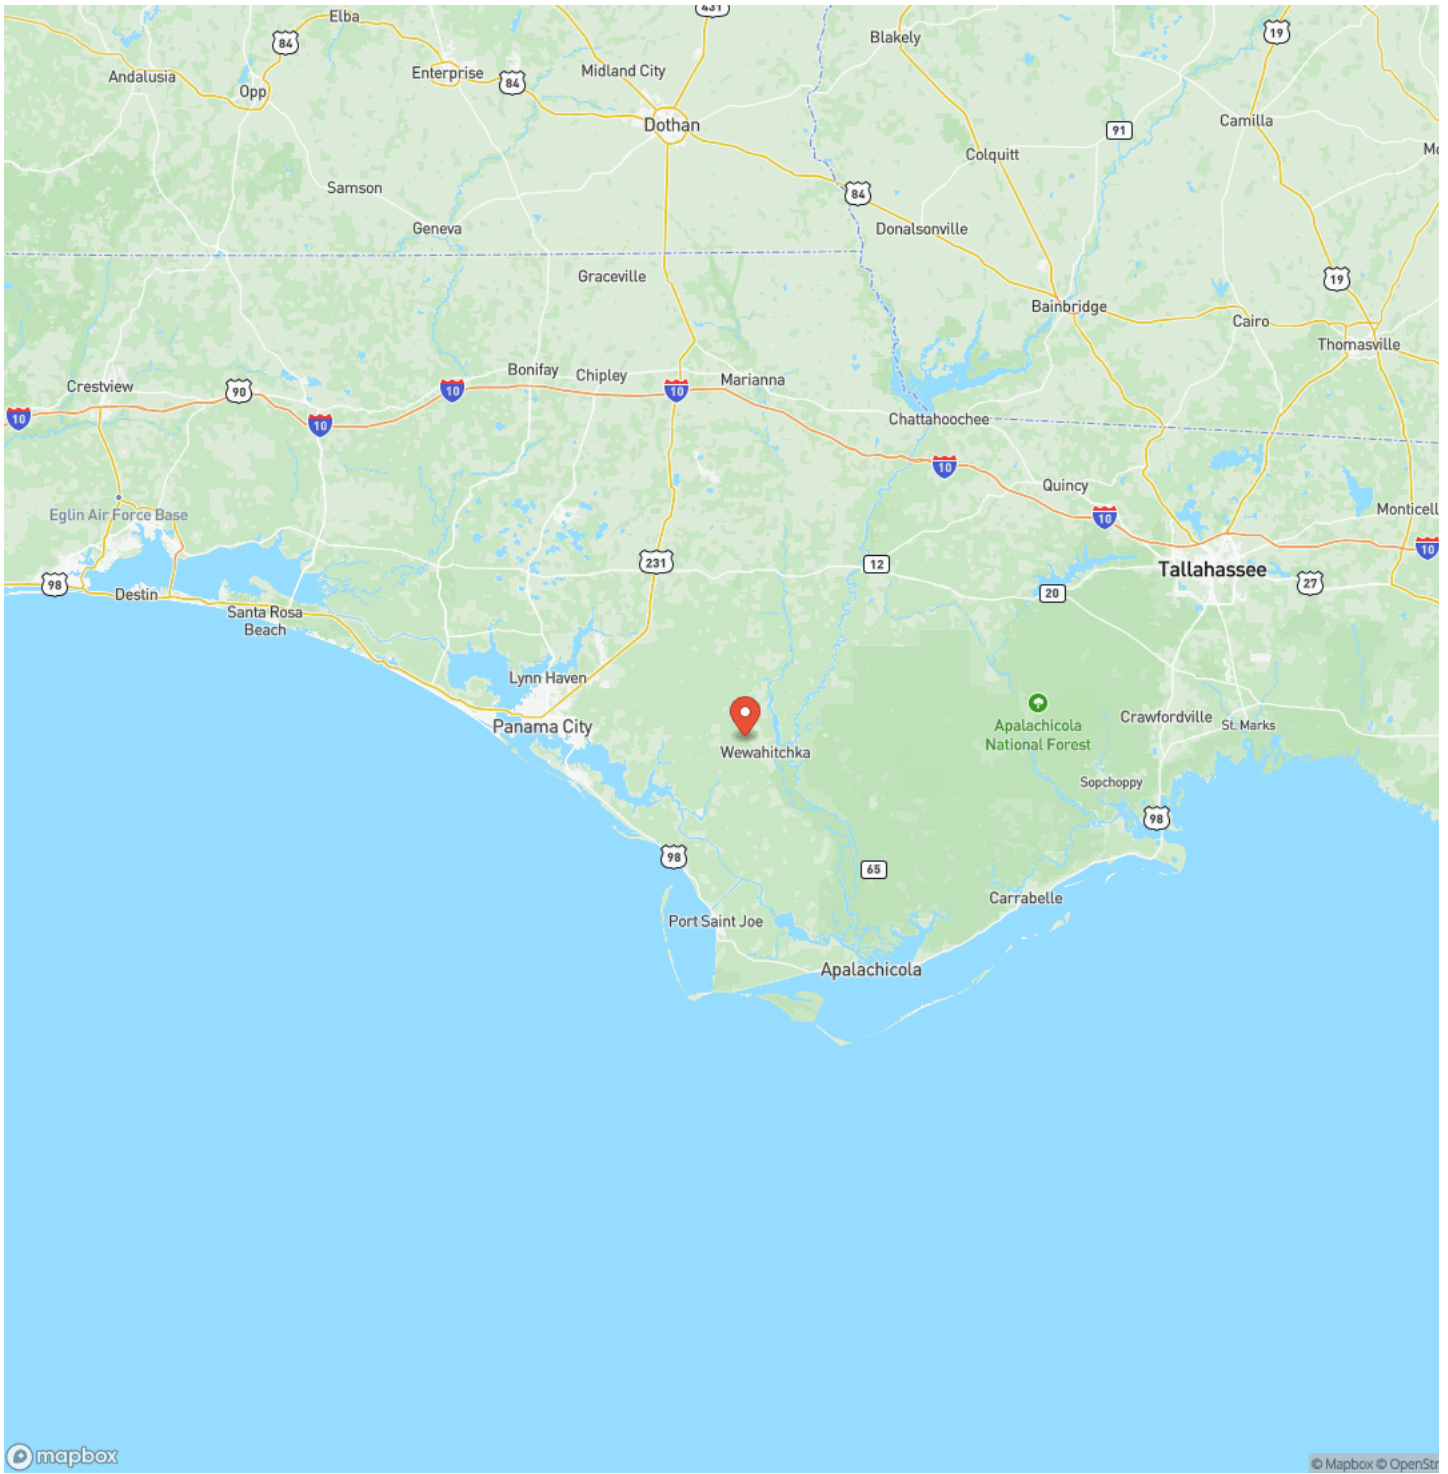 431
Elba
19
Blakely
84
Midland City
Enterprise
Andalusia
84
Opp
Camilla
Dothan
91
Mo
Colquitt
Samson
84
Geneva
Donalsonville
Graceville
19
Bainbridge
Cairo
Thomasville
Bonifay
Chipley
Marianna
Crestview
90
10
10
10
10
Chattahoochee
10
Quincy
Monticell
Eglin Air Force Base
10
10
231
12
Tallahassee
98
27
Destin
20
Santa Rosa
Beach
Lynn Haven
Panama City
Crawfordville
St. Marks
Apalachicola
National Forest
Wewahitchka
Sopchoppy
98
98
65
Carrabelle
Port Saint Joe
Apalachicola
mapbox
© Mapbox © OpenStr